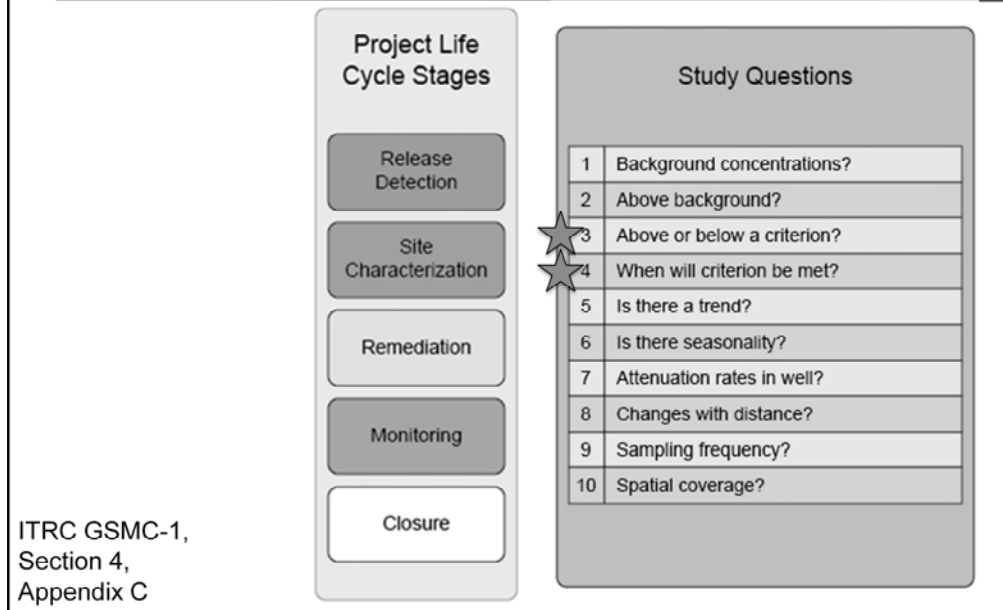 Project Life
Cycle Stages
Release
Detection
Site
Characterization
Remediation
Monitoring
Closure
Study Questions
1 Background concentrations?
2 Above background?
3 Above or below a criterion?
4 When will criterion be met?
5 Is there a trend?
6 Is there seasonality?
7 Attenuation rates in well?
8 Changes with distance?
9 Sampling frequency?
10 Spatial coverage?
ITRC GSMC-1,
Section 4,
Appendix C